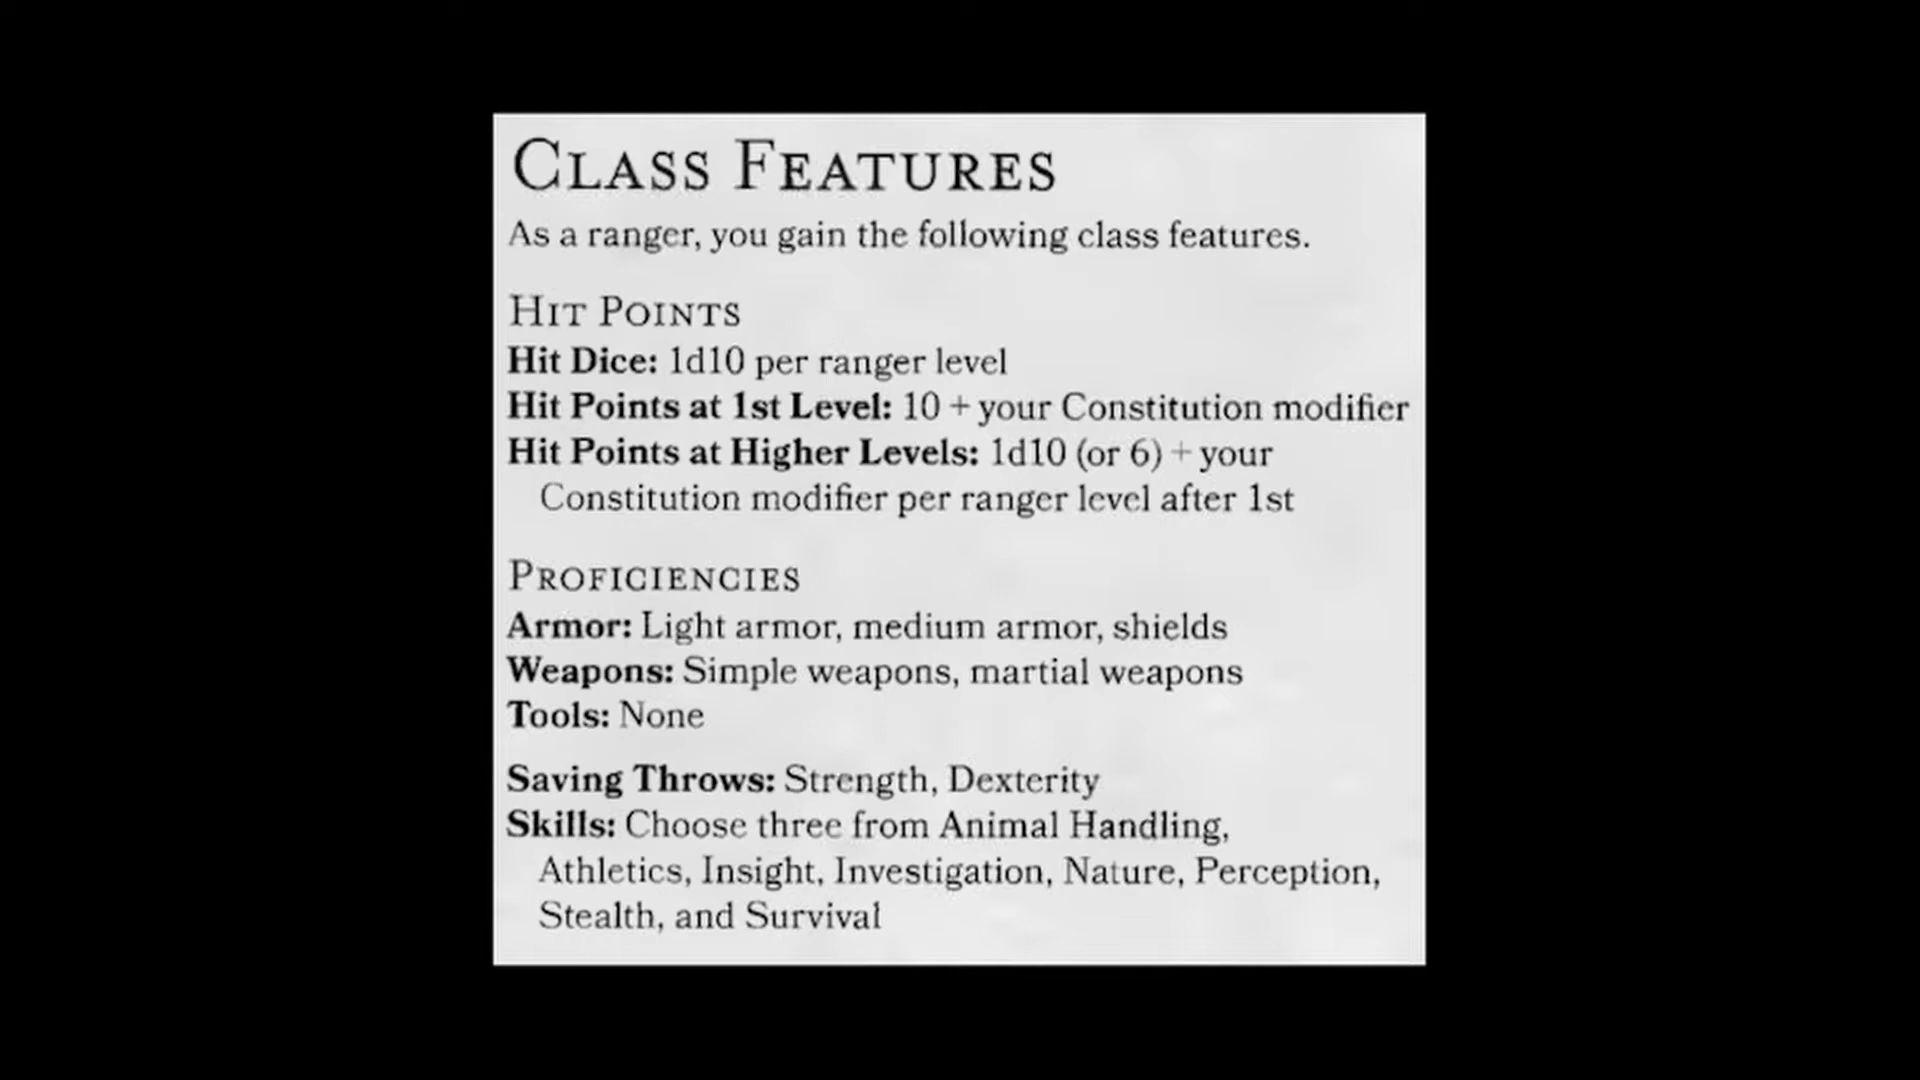 CLASS FEATURES
As a ranger, you gain the following class features.
HIT POINTS
Hit Dice: 1d10 per ranger level
Hit Points at 1st Level: 10 + your Constitution modifier
Hit Points at Higher Levels: 1d10 (or 6) + your
Constitution modifier per ranger level after 1st
PROFICIENCIES
Armor: Light armor, medium armor, shields
Weapons: Simple weapons, martial weapons
Tools: None
Saving Throws: Strength, Dexterity
Skills: Choose three from Animal Handling,
Athletics, Insight, Investigation, Nature, Perception,
Stealth, and Survival